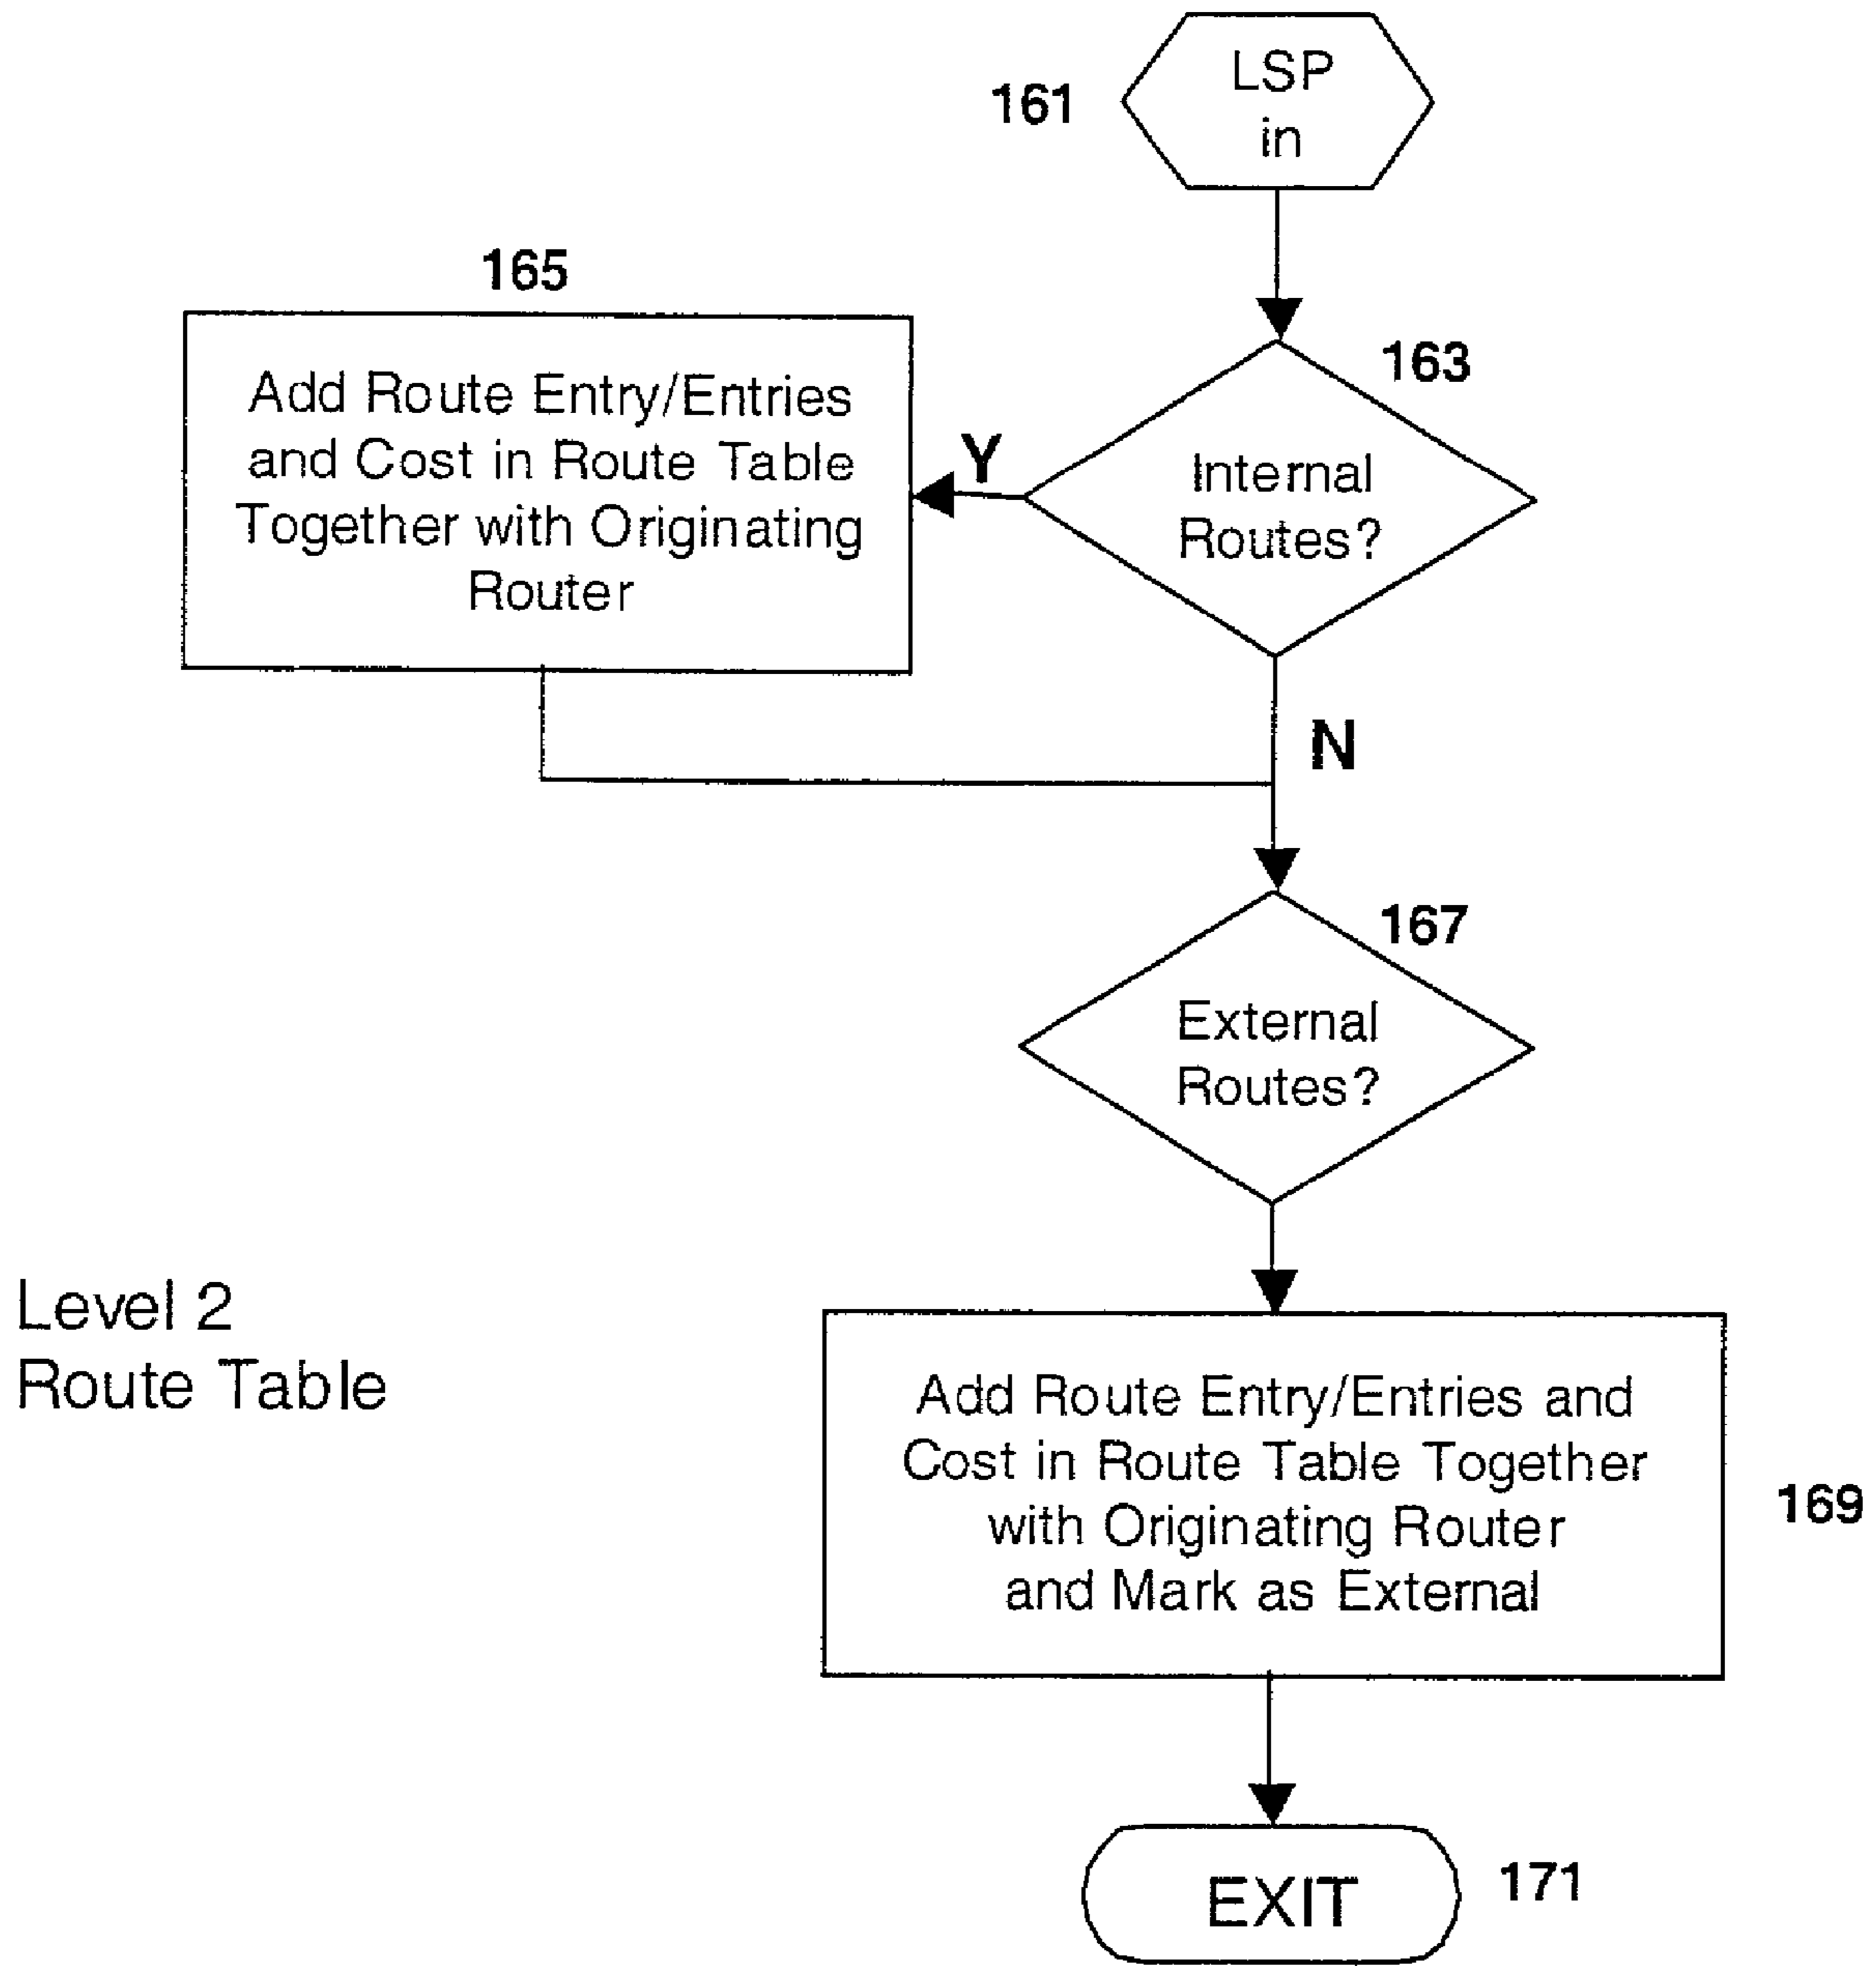 LSP
in
161
165
Add Route Entry/Entries
and Cost in Route Table
Together with Originating
Router
Y
163
Internal
Routes?
N
167
External
Routes?
Level 2
Route Table
Add Route Entry/Entries and
Cost in Route Table Together
with Originating Router
and Mark as External
169
EXIT
171